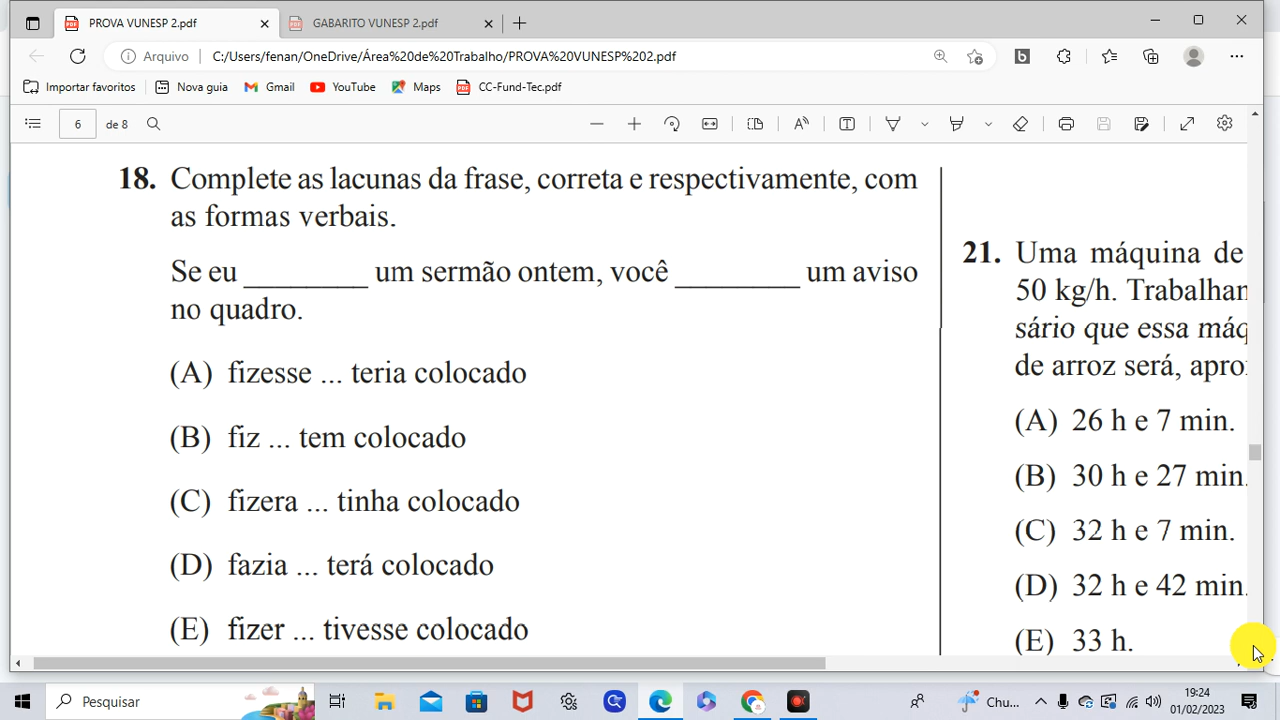 PROVA VUNESP 2.pdf
GABARITO VUNESP 2.pdf
Arquivo
C:/Users/fenan/OneDrive/Área%20de%20Trabalho/PROVA%20VUNESP%202.pdf
Importar favoritos
Nova guia
Gmail
YouTube
Maps
CC-Fund-Tec.pdf
6 de 8
18. Complete as lacunas da frase, correta e respectivamente, com
as formas verbais.
Se eu ________ um sermão ontem, você ________ um aviso
no quadro.
(A) fizesse ... teria colocado
(B) fiz ... tem colocado
(C) fizera ... tinha colocado
(D) fazia ... terá colocado
(E) fizer ... tivesse colocado
21. Uma máquina de
50 kg/h. Trabalhan
sário que essa máq
de arroz será, apro
(A) 26 h e 7 min.
(B) 30 h e 27 min.
(C) 32 h e 7 min.
(D) 32 h e 42 min.
(E) 33 h.
Pesquisar
Chu...
19:24
01/02/2023